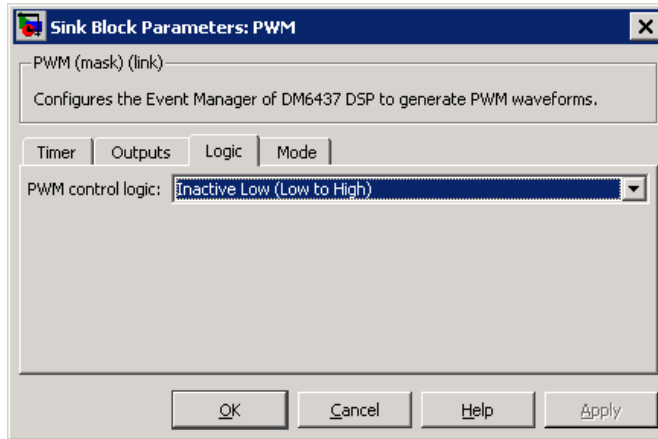 Sink Block Parameters: PWM
PWM (mask) (link)
Configures the Event Manager of DM6437 DSP to generate PWM waveforms.
Timer Outputs Logic Mode
PWM control logic: Inactive Low (Low to High)
OK Cancel Help Apply